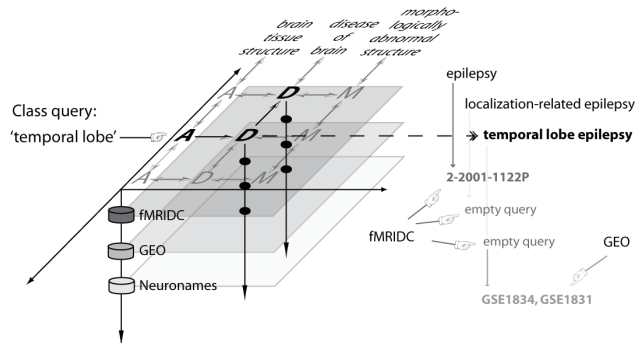 brain
tissue
structure
disease
of
brain
morpho-
logically
abnormal
structure
A D M
Class query:
'temporal lobe'
A D M
A D M
fMRIDC
GEO
Neuronames
epilepsy
localization-related epilepsy
temporal lobe epilepsy
2-2001-1122P
empty query
fMRIDC
empty query
GEO
GSE1834, GSE1831